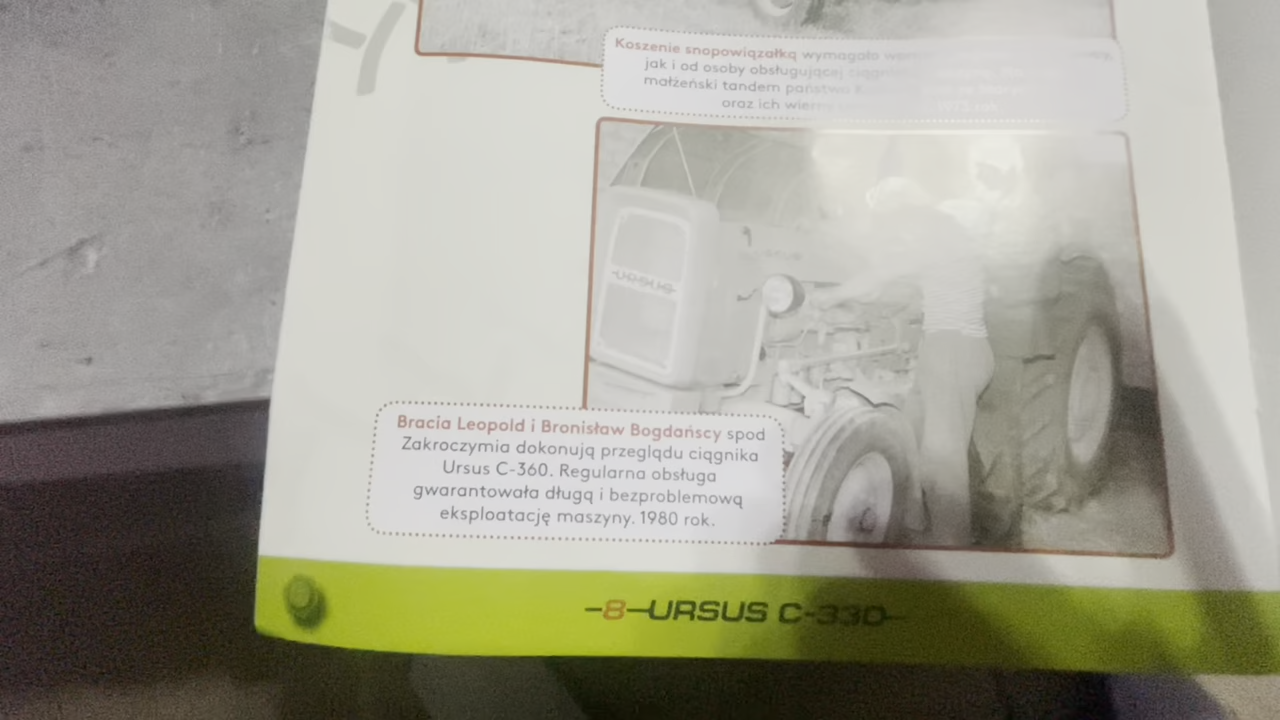 Koszenie snopowiązałką wymagało
jak i od osoby obsługującej
małżeński tandem państwa
oraz ich
URSUS
Bracia Leopold i Bronisław Bogdańscy spod
Zakroczymia dokonują przeglądu ciągnika
Ursus C-360. Regularna obsługa
gwarantowała długą i bezproblemową
eksploatację maszyny. 1980 rok.
8 URSUS C-330